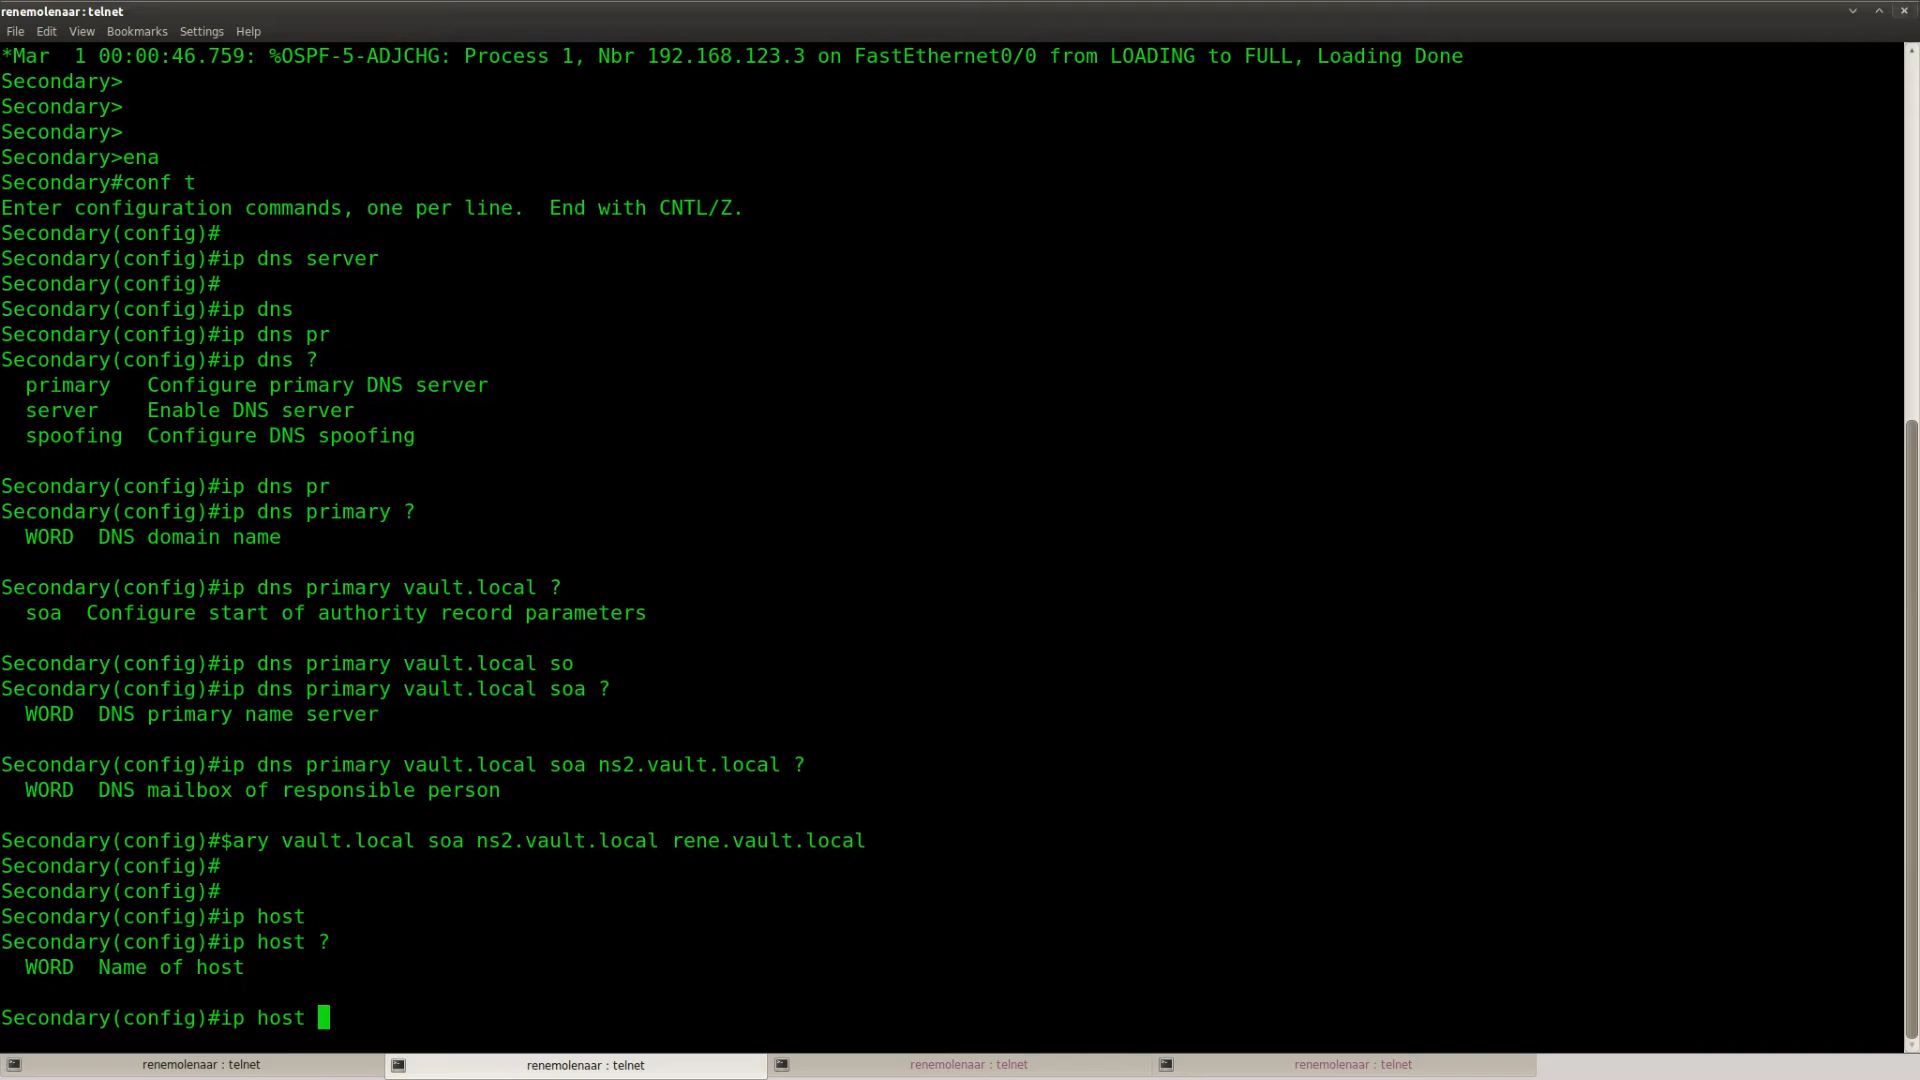 renemolenaar : telnet
File Edit View Bookmarks Settings Help
*Mar  1 00:00:46.759: %OSPF-5-ADJCHG: Process 1, Nbr 192.168.123.3 on FastEthernet0/0 from LOADING to FULL, Loading Done
Secondary>
Secondary>
Secondary>
Secondary>ena
Secondary#conf t
Enter configuration commands, one per line.  End with CNTL/Z.
Secondary(config)#
Secondary(config)#ip dns server
Secondary(config)#
Secondary(config)#ip dns
Secondary(config)#ip dns pr
Secondary(config)#ip dns ?
  primary   Configure primary DNS server
  server    Enable DNS server
  spoofing  Configure DNS spoofing
Secondary(config)#ip dns pr
Secondary(config)#ip dns primary ?
  WORD  DNS domain name
Secondary(config)#ip dns primary vault.local ?
  soa  Configure start of authority record parameters
Secondary(config)#ip dns primary vault.local so
Secondary(config)#ip dns primary vault.local soa ?
  WORD  DNS primary name server
Secondary(config)#ip dns primary vault.local soa ns2.vault.local ?
  WORD  DNS mailbox of responsible person
Secondary(config)#$ary vault.local soa ns2.vault.local rene.vault.local
Secondary(config)#
Secondary(config)#
Secondary(config)#ip host
Secondary(config)#ip host ?
  WORD  Name of host
Secondary(config)#ip host
renemolenaar : telnet
renemolenaar : telnet
renemolenaar : telnet
renemolenaar : telnet